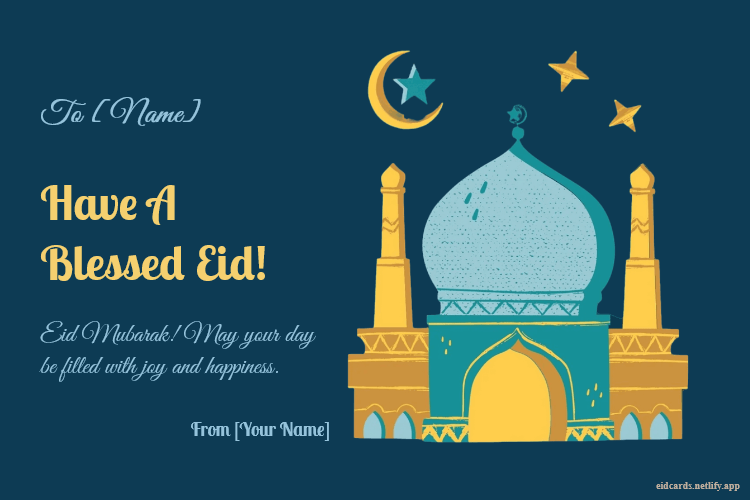 To [ Name]
Have A
Blessed Eid!
Eid Mubarak! May your day
be filled with joy and happiness.
From [Your Name]
eidcards.netlify.app